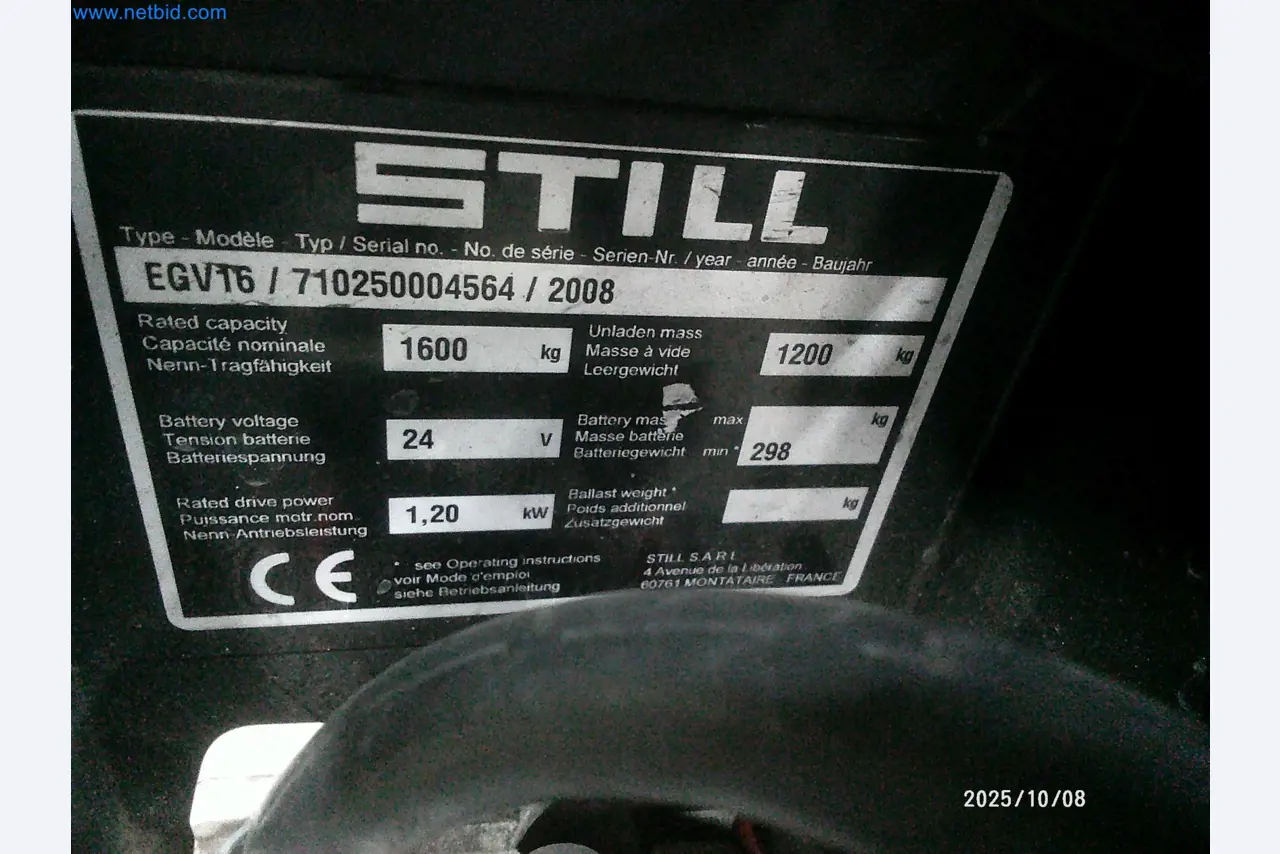 www.netbid.com
STILL
Type - Modèle - Typ / Serial no. - No. de série - Serien-Nr. / year - année - Baujahr
EGV16 / 710250004564 / 2008
Rated capacity
Capacité nominale
Nenn-Tragfähigkeit
1600 kg
Unladen mass
Masse à vide
Leergewicht
1200 kg
Battery voltage
Tension batterie
Batteriespannung
24 V
Battery mas
Masse batterie
Batteriegewicht
max kg
min * 298
Rated drive power
Puissance motr.nom.
Nenn-Antriebsleistung
1,20 kW
Ballast weight *
Poids additionnel
Zusatzgewicht
kg
CE
* see Operating instructions
voir Mode d'emploi
siehe Betriebsanleitung
STILL S.A.R.L
4 Avenue de la Libération
60761 MONTATAIRE FRANCE
2025/10/08